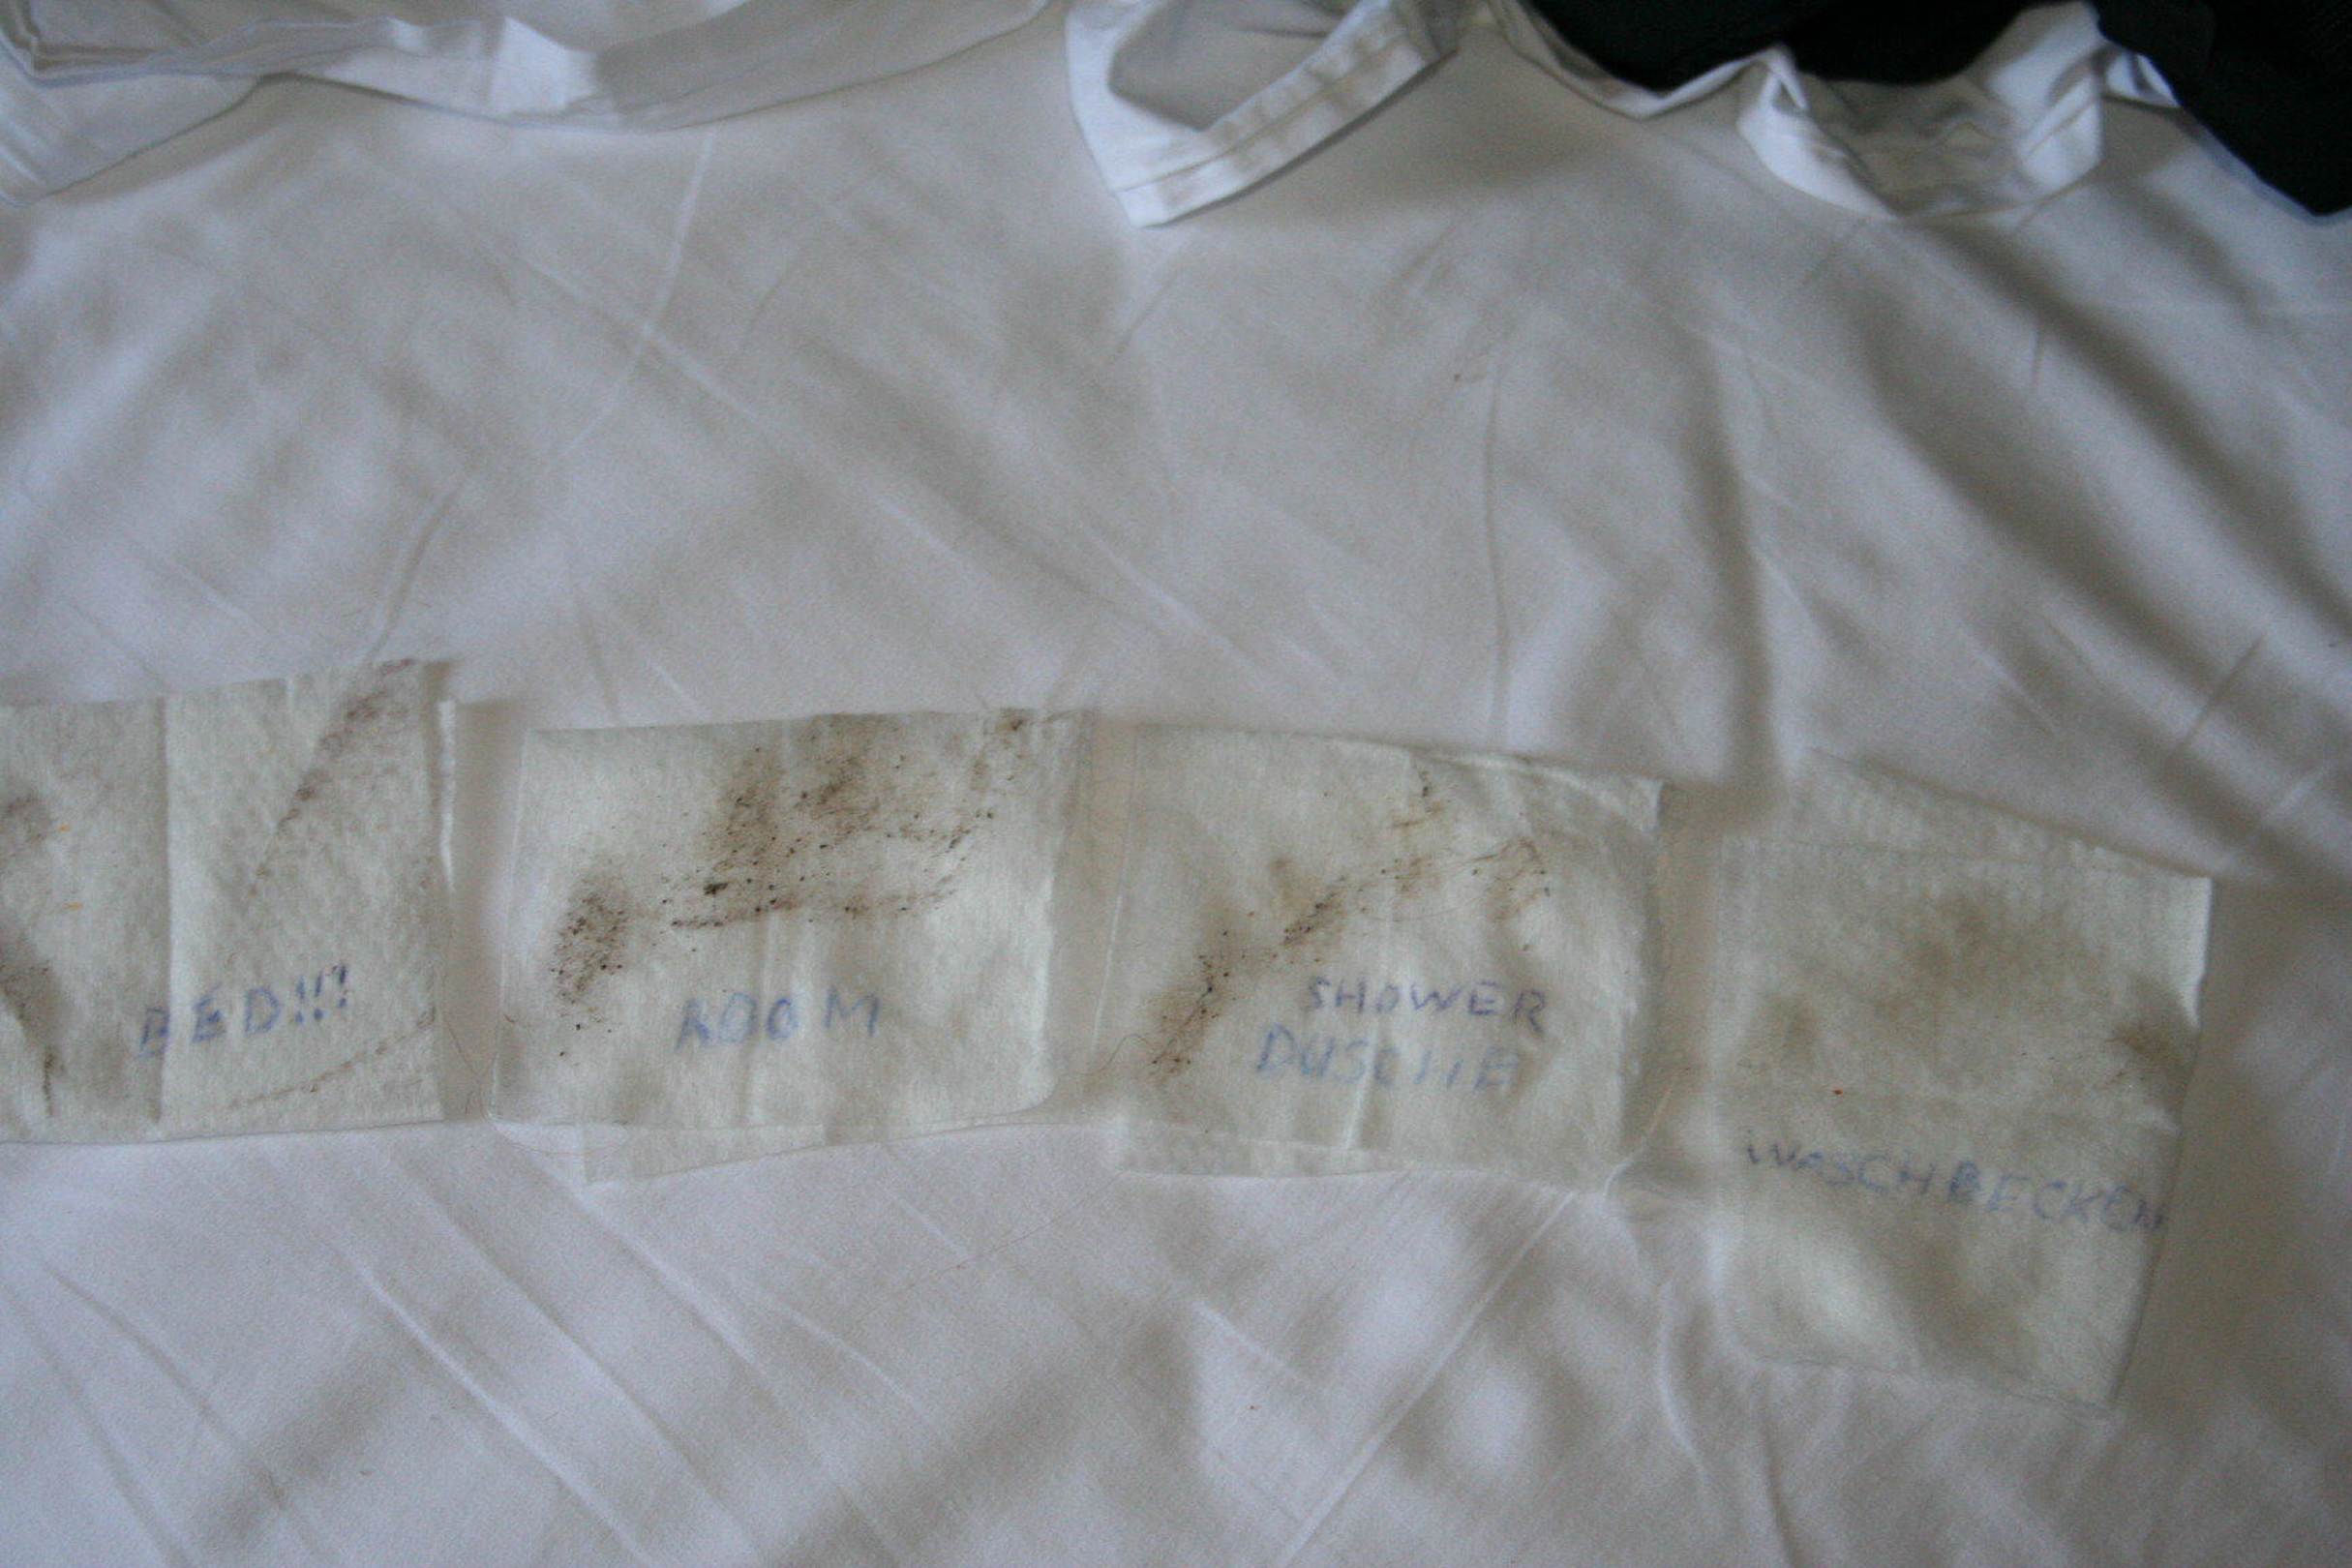 BED!!!
ROOM
SHOWER
DUSCHE
WASCHBECKEN